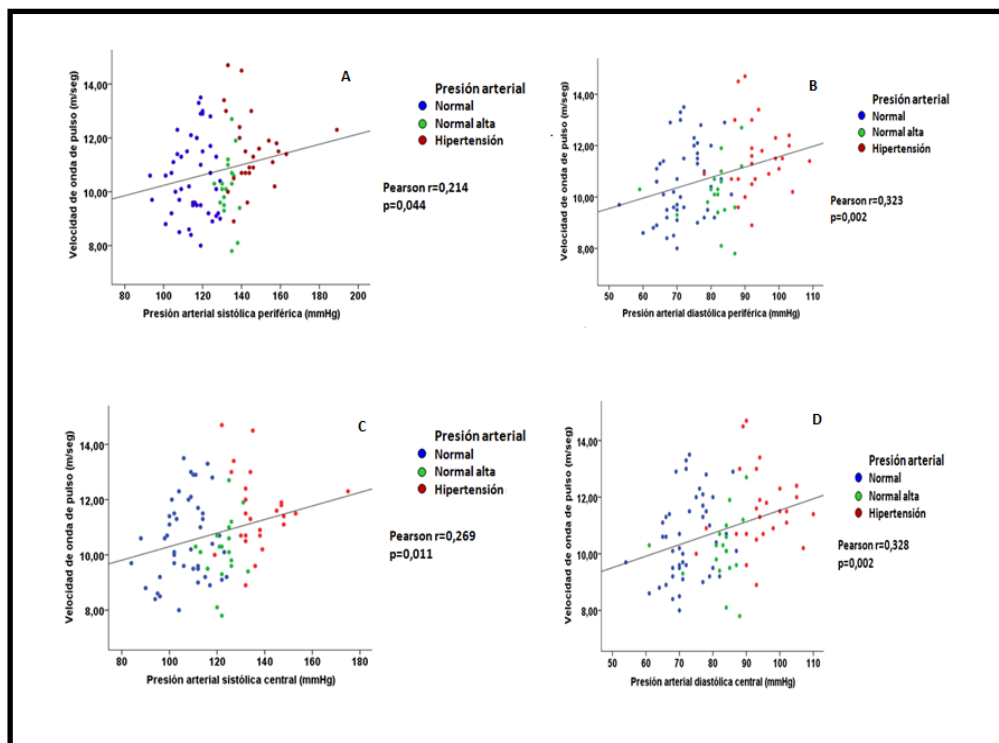 A
Velocidad de onda de pulso (m/seg)
14,00
12,00
10,00
8,00
80 100 120 140 160 180 200
Presión arterial sistólica periférica (mmHg)
Presión arterial
Normal
Normal alta
Hipertensión
Pearson r=0,214
p=0,044
B
Velocidad de onda de pulso (m/seg)
14,00
12,00
10,00
8,00
50 60 70 80 90 100 110
Presión arterial diastólica periférica (mmHg)
Presión arterial
Normal
Normal alta
Hipertensión
Pearson r=0,323
p=0,002
C
Velocidad de onda de pulso (m/seg)
14,00
12,00
10,00
8,00
80 100 120 140 160 180
Presión arterial sistólica central (mmHg)
Presión arterial
Normal
Normal alta
Hipertensión
Pearson r=0,269
p=0,011
D
Velocidad de onda de pulso (m/seg)
14,00
12,00
10,00
8,00
50 60 70 80 90 100 110
Presión arterial diastólica central (mmHg)
Presión arterial
Normal
Normal alta
Hipertensión
Pearson r=0,328
p=0,002